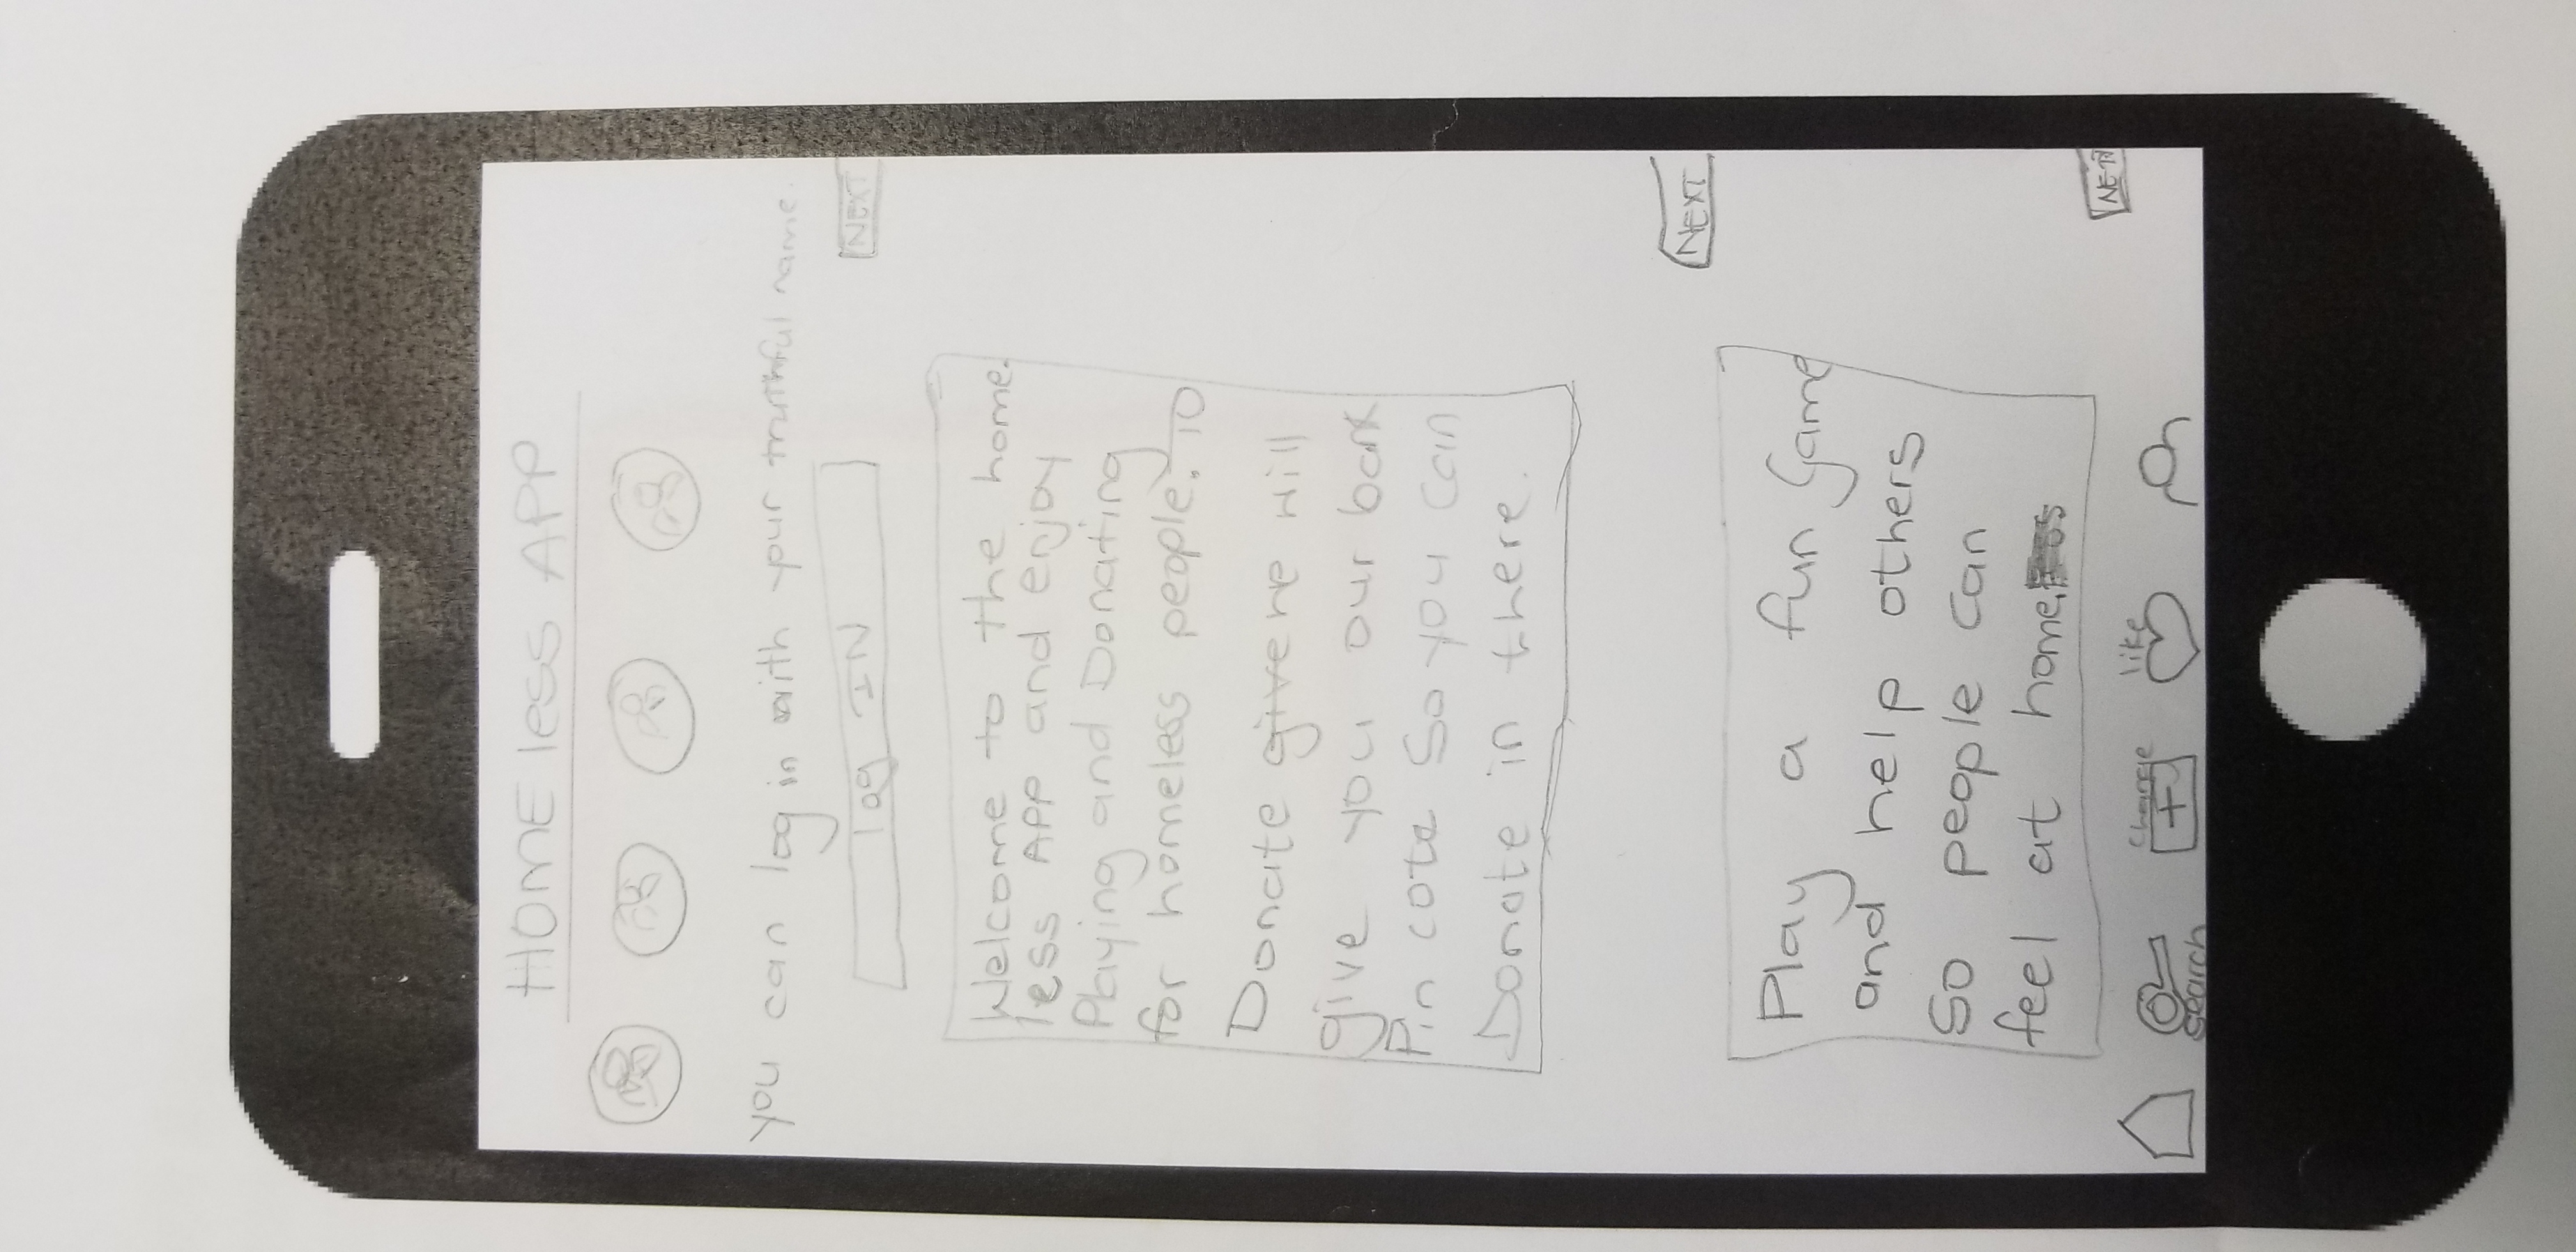 HOMEless APP
you can log in with your truthful name.
log IN
NEXT
Welcome to the home-
less APP and enjoy
Playing and Donating
for homeless people. TO
Donate give we will
give you our bank
Pin cote So you can
Donate in there.
NEXT
Play a fun Game
and help others
So people can
feel at home.
NEXT
change like
search